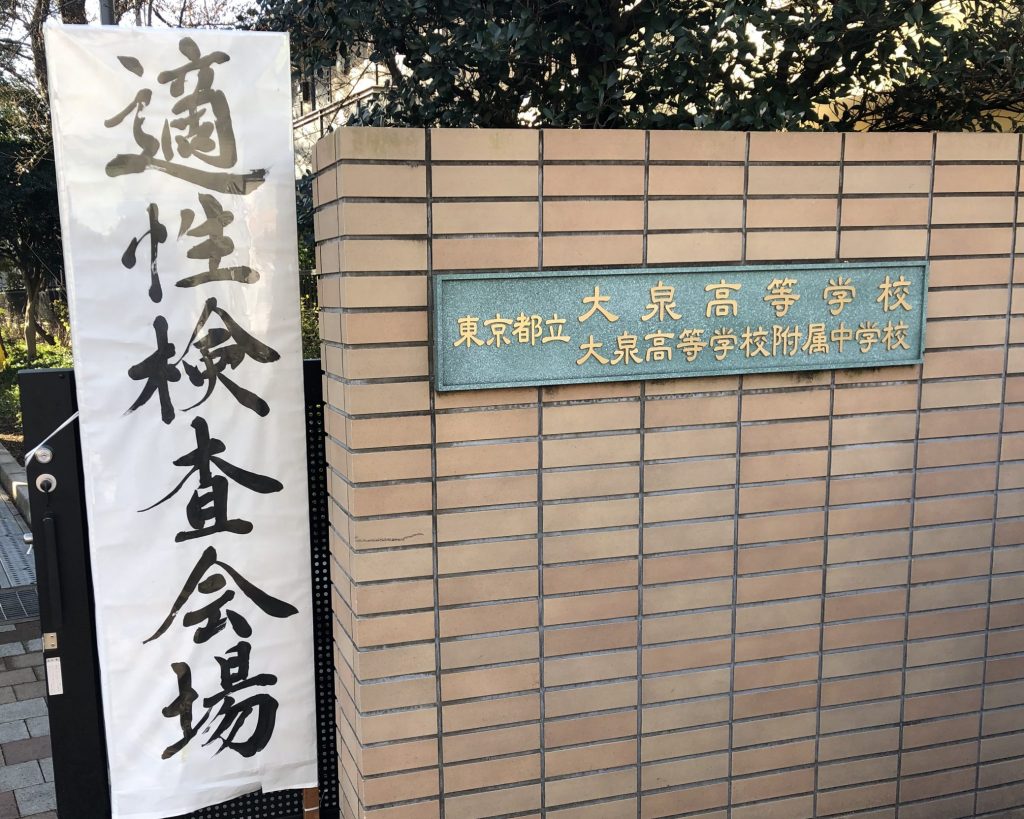 適性検査会場
東京都立
大泉高等学校
大泉高等学校附属中学校